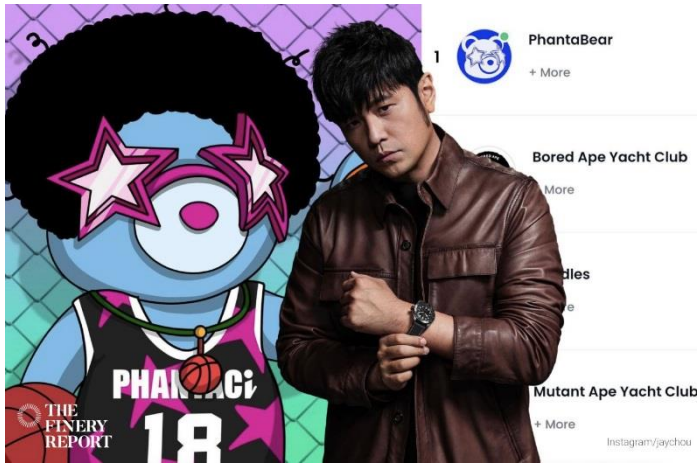 1
PhantaBear
+ More
Bored Ape Yacht Club
More
dles
Mutant Ape Yacht Club
+ More
PHANTACi
18
THE
FINERY
REPORT
Instagram/jaychou